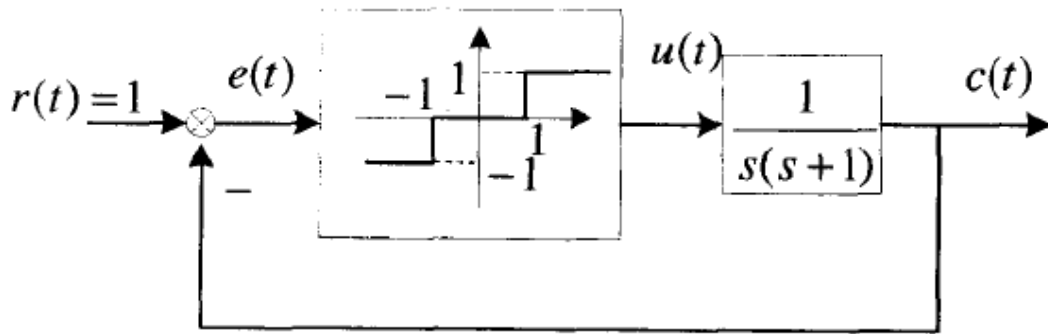 r(t) = 1
e(t)
-1
1
1
-1
u(t)
1
s(s+1)
c(t)
-